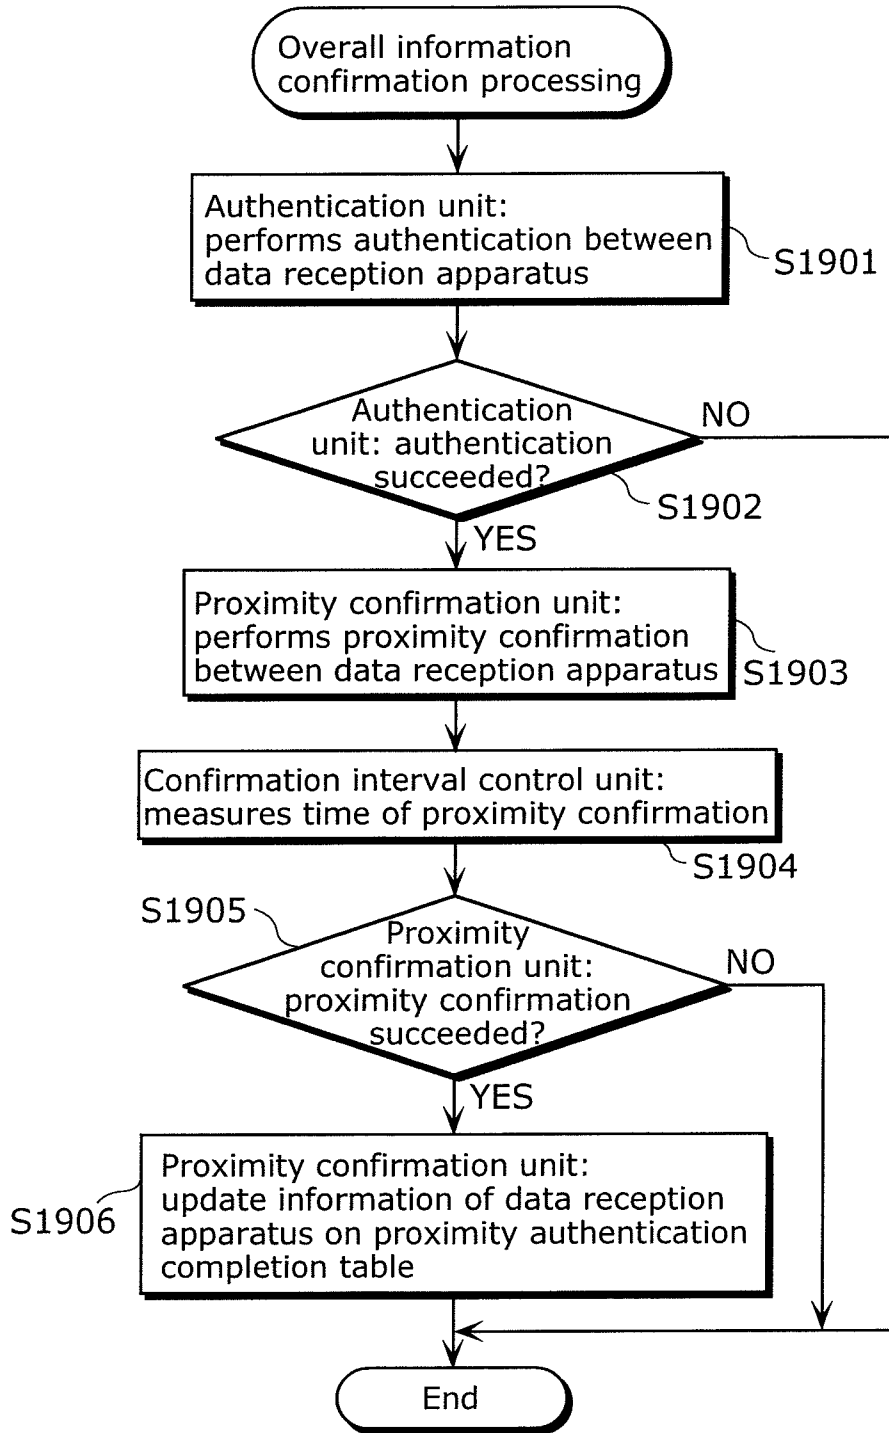 Overall information
confirmation processing
Authentication unit:
performs authentication between
data reception apparatus
S1901
Authentication
unit: authentication
succeeded?
NO
S1902
YES
Proximity confirmation unit:
performs proximity confirmation
between data reception apparatus
S1903
Confirmation interval control unit:
measures time of proximity confirmation
S1904
S1905
Proximity
confirmation unit:
proximity confirmation
succeeded?
NO
YES
Proximity confirmation unit:
update information of data reception
apparatus on proximity authentication
completion table
S1906
End